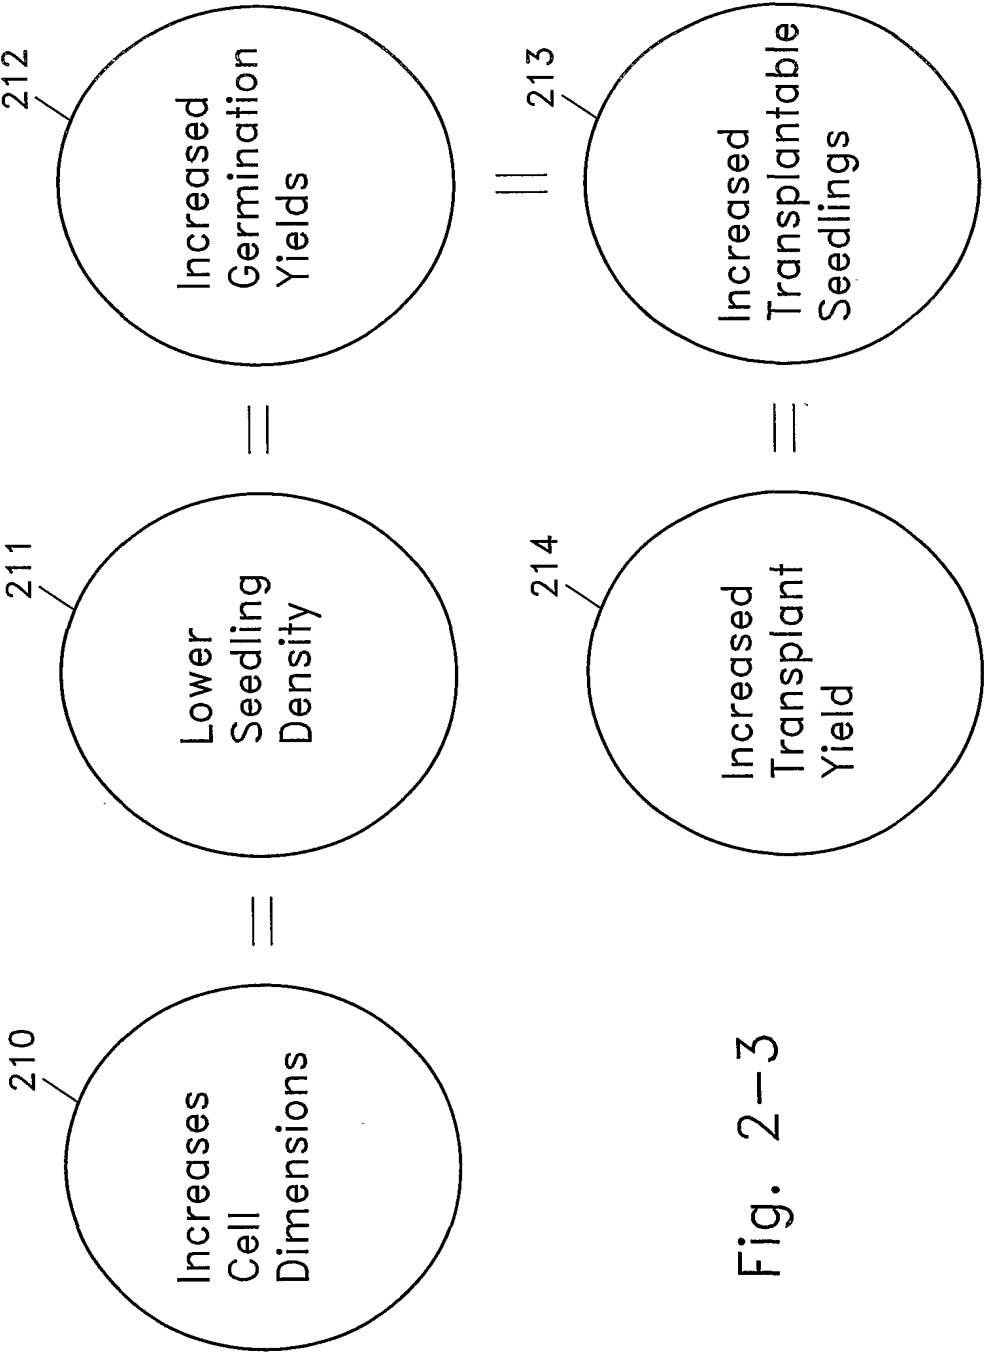 210
Increases
Cell
Dimensions
=
211
Lower
Seedling
Density
=
212
Increased
Germination
Yields
=
213
Increased
Transplantable
Seedlings
=
214
Increased
Transplant
Yield
Fig. 2-3